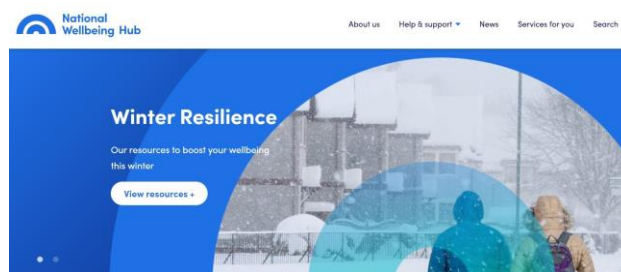 National
Wellbeing Hub
About us Help & support News Services for you Search
Winter Resilience
Our resources to boost your wellbeing
this winter
View resources +